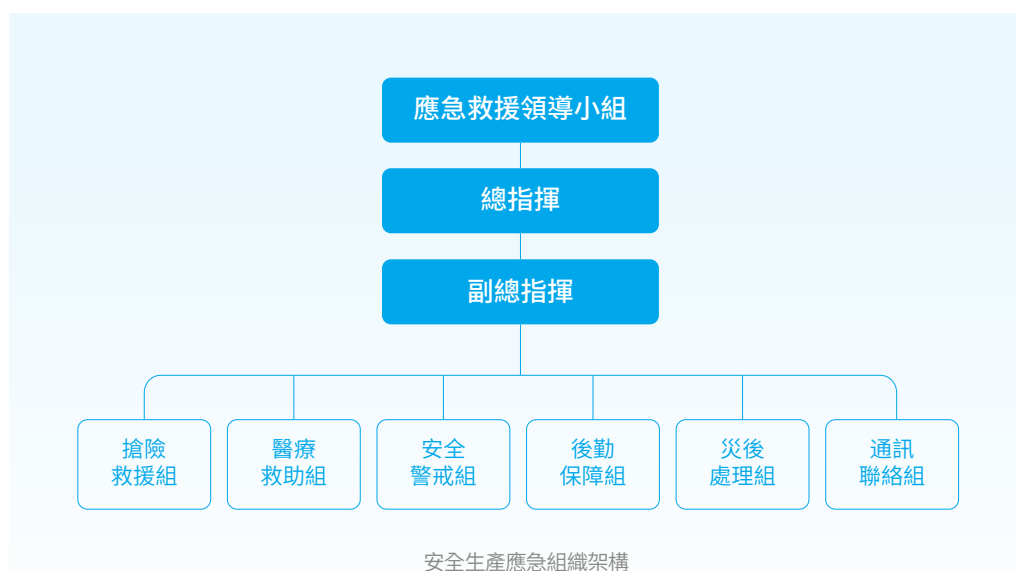 應急救援領導小組
總指揮
副總指揮
搶險
救援組
醫療
救助組
安全
警戒組
後勤
保障組
災後
處理組
通訊
聯絡組
安全生產應急組織架構